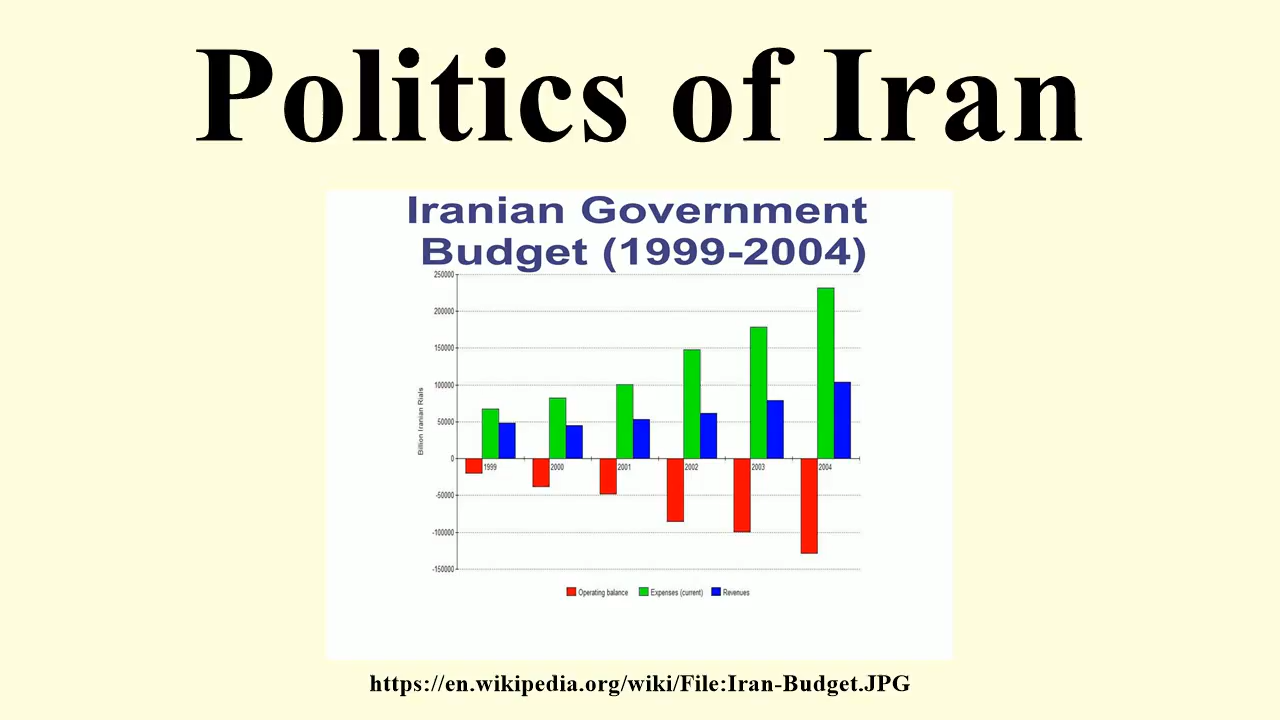 Politics of Iran
Iranian Government
Budget (1999-2004)
250000
200000
150000
100000
50000
0
-50000
-100000
-150000
Billion Iranian Rials
1999 2000 2001 2002 2003 2004
Operating balance Expenses (current) Revenues
https://en.wikipedia.org/wiki/File:Iran-Budget.JPG